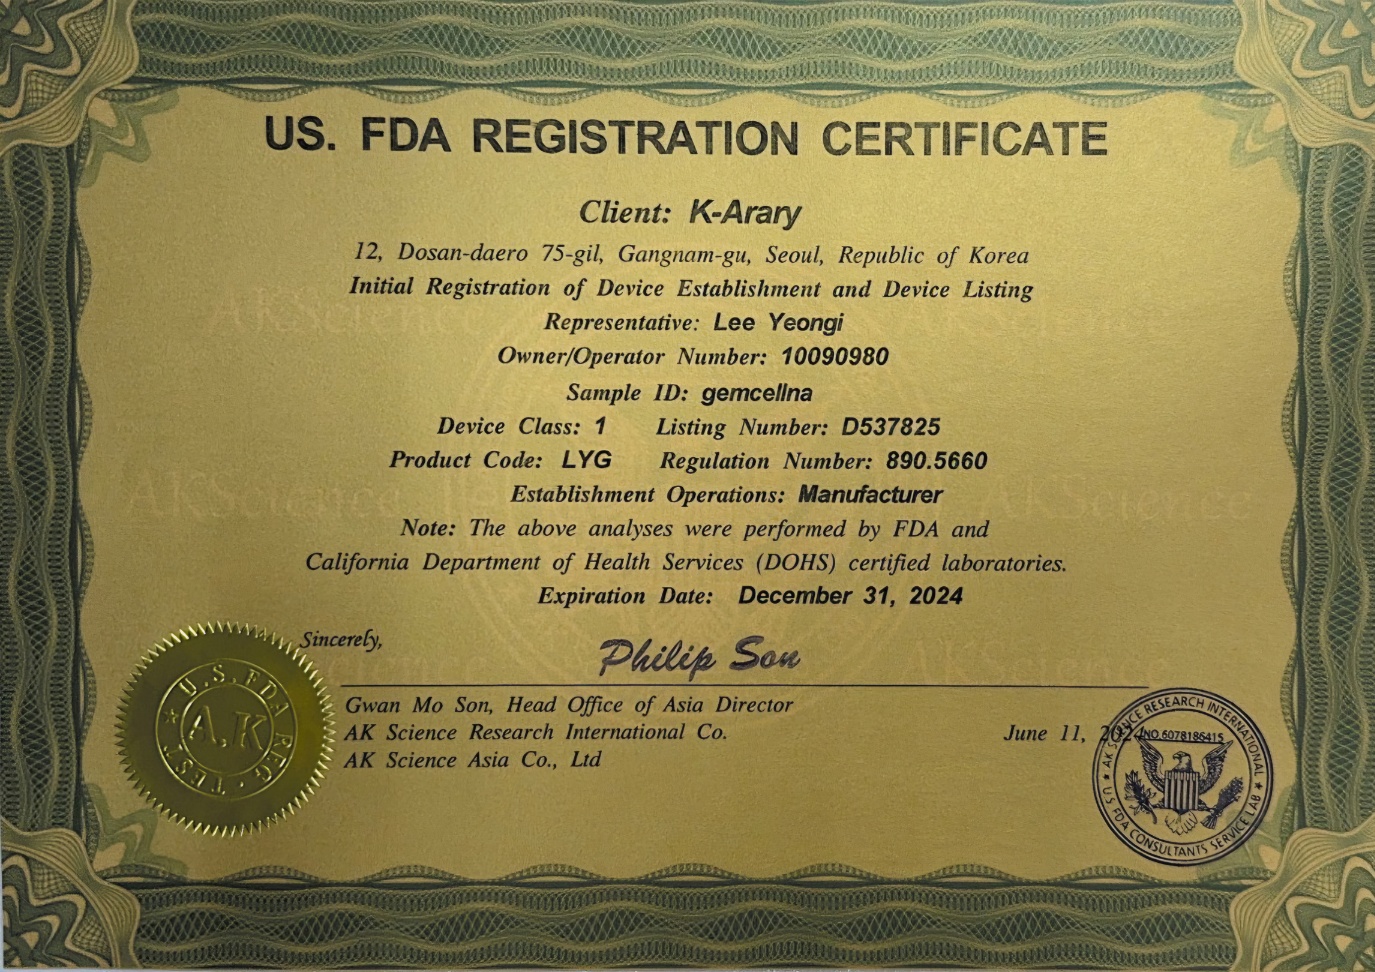 US. FDA REGISTRATION CERTIFICATE
Client: K-Arary
12, Dosan-daero 75-gil, Gangnam-gu, Seoul, Republic of Korea
Initial Registration of Device Establishment and Device Listing
Representative: Lee Yeongi
Owner/Operator Number: 10090980
Sample ID: gemcellna
Device Class: 1 Listing Number: D537825
Product Code: LYG Regulation Number: 890.5660
Establishment Operations: Manufacturer
Note: The above analyses were performed by FDA and
California Department of Health Services (DOHS) certified laboratories.
Expiration Date: December 31, 2024
Sincerely,
Philip Son
Gwan Mo Son, Head Office of Asia Director
AK Science Research International Co.
June 11, 2024
AK Science Asia Co., Ltd
U.S. FDA REG. TEST
A.K
AK SCIENCE RESEARCH INTERNATIONAL
NO 6078186415
U S FDA CONSULTANTS SERVICE LAB
AKScience
AKScience
AKScience
AKScience